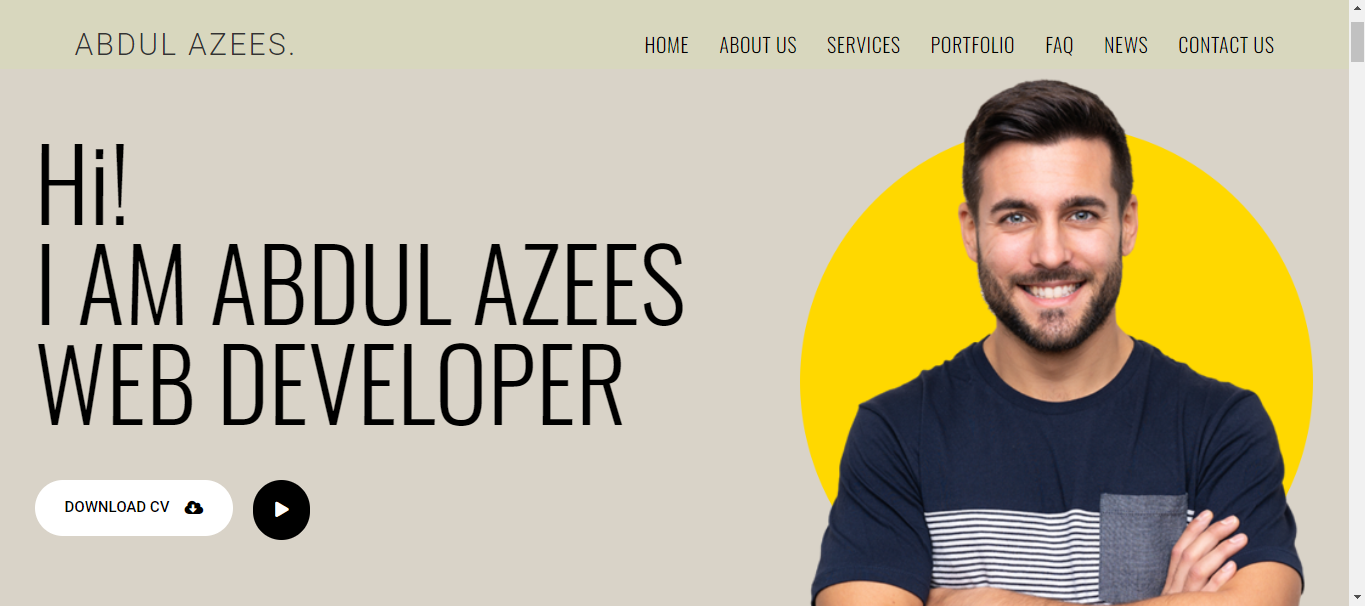 ABDUL AZEES.
HOME ABOUT US SERVICES PORTFOLIO FAQ NEWS CONTACT US
Hi!
I AM ABDUL AZEES
WEB DEVELOPER
DOWNLOAD CV